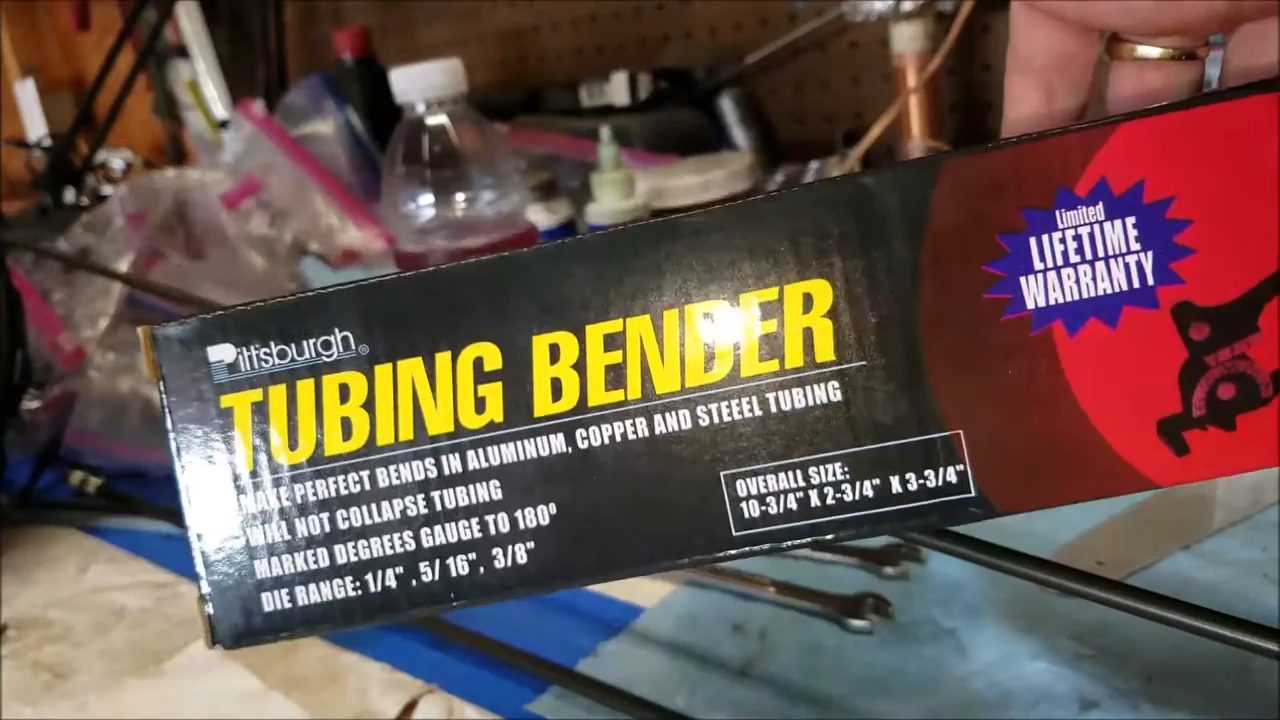 Pittsburgh®
TUBING BENDER
MAKE PERFECT BENDS IN ALUMINUM, COPPER AND STEEEL TUBING
WILL NOT COLLAPSE TUBING
MARKED DEGREES GAUGE TO 180º
DIE RANGE: 1/4" , 5/ 16" , 3/8"
OVERALL SIZE:
10-3/4" X 2-3/4" X 3-3/4"
Limited
LIFETIME
WARRANTY